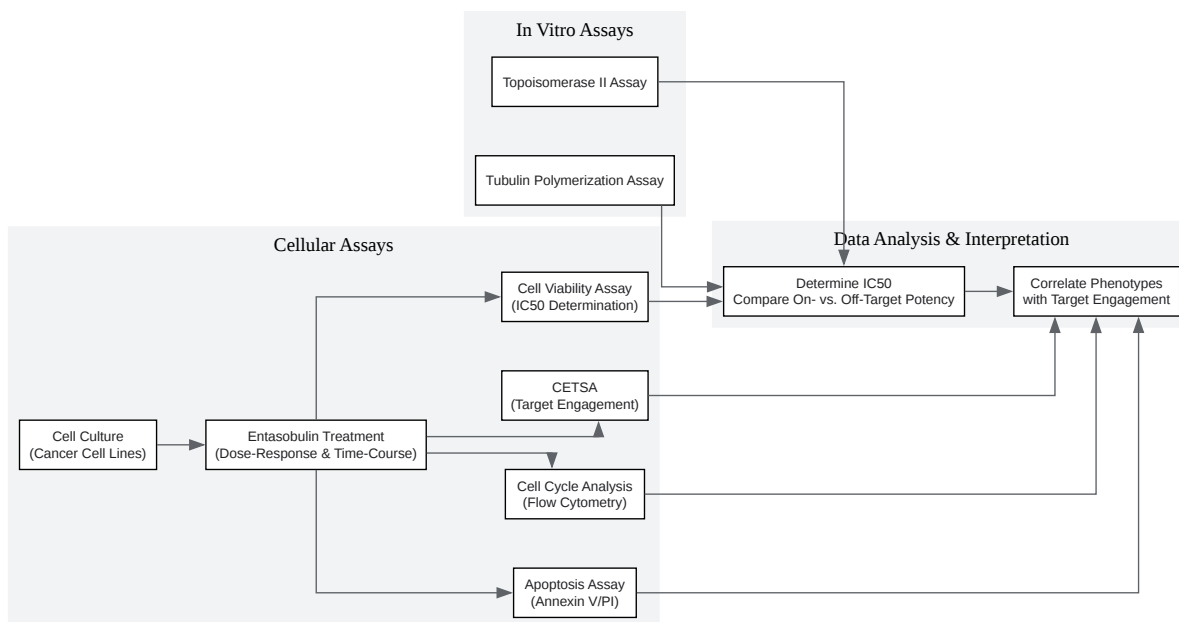 In Vitro Assays
Topoisomerase II Assay
Tubulin Polymerization Assay
Cellular Assays
Data Analysis & Interpretation
Cell Viability Assay
(IC50 Determination)
Determine IC50
Compare On- vs. Off-Target Potency
Correlate Phenotypes
with Target Engagement
CETSA
(Target Engagement)
Cell Culture
(Cancer Cell Lines)
Entasobulin Treatment
(Dose-Response & Time-Course)
Cell Cycle Analysis
(Flow Cytometry)
Apoptosis Assay
(Annexin V/PI)